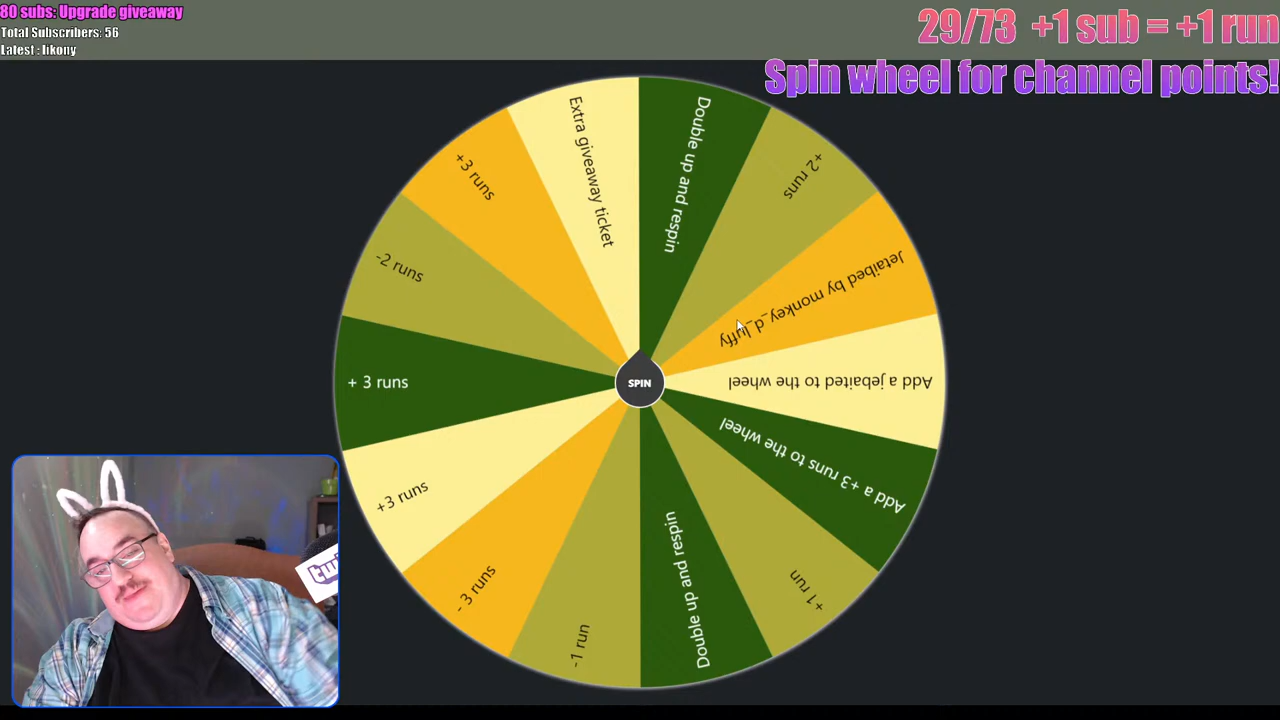 80 subs: Upgrade giveaway
Total Subscribers: 56
29/73 +1 sub = +1 run
Spin wheel for channel points!
Double up and respin
+2 runs
Jetaibed by monkey_d_luffy
Add a jebaited to the wheel
Add a +3 runs to the wheel
+1 run
Double up and respin
-1 run
- 3 runs
+3 runs
+ 3 runs
-2 runs
+3 runs
Extra giveaway ticket
SPIN